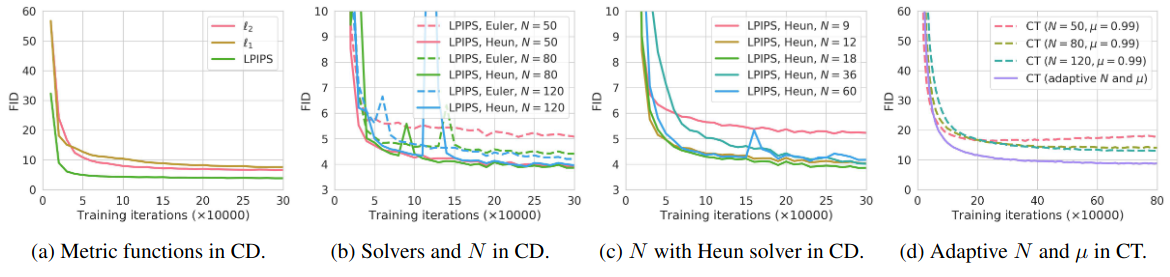 60
50
40
30
20
10
0
FID
ℓ₂
ℓ₁
LPIPS
0 5 10 15 20 25 30
Training iterations (×10000)
(a) Metric functions in CD.
10
9
8
7
6
5
4
3
FID
LPIPS, Euler, N = 50
LPIPS, Heun, N = 50
LPIPS, Euler, N = 80
LPIPS, Heun, N = 80
LPIPS, Euler, N = 120
LPIPS, Heun, N = 120
0 5 10 15 20 25 30
Training iterations (×10000)
(b) Solvers and N in CD.
10
9
8
7
6
5
4
3
FID
LPIPS, Heun, N = 9
LPIPS, Heun, N = 12
LPIPS, Heun, N = 18
LPIPS, Heun, N = 36
LPIPS, Heun, N = 60
0 5 10 15 20 25 30
Training iterations (×10000)
(c) N with Heun solver in CD.
60
50
40
30
20
10
0
FID
CT (N = 50, μ = 0.99)
CT (N = 80, μ = 0.99)
CT (N = 120, μ = 0.99)
CT (adaptive N and μ)
0 20 40 60 80
Training iterations (×10000)
(d) Adaptive N and μ in CT.